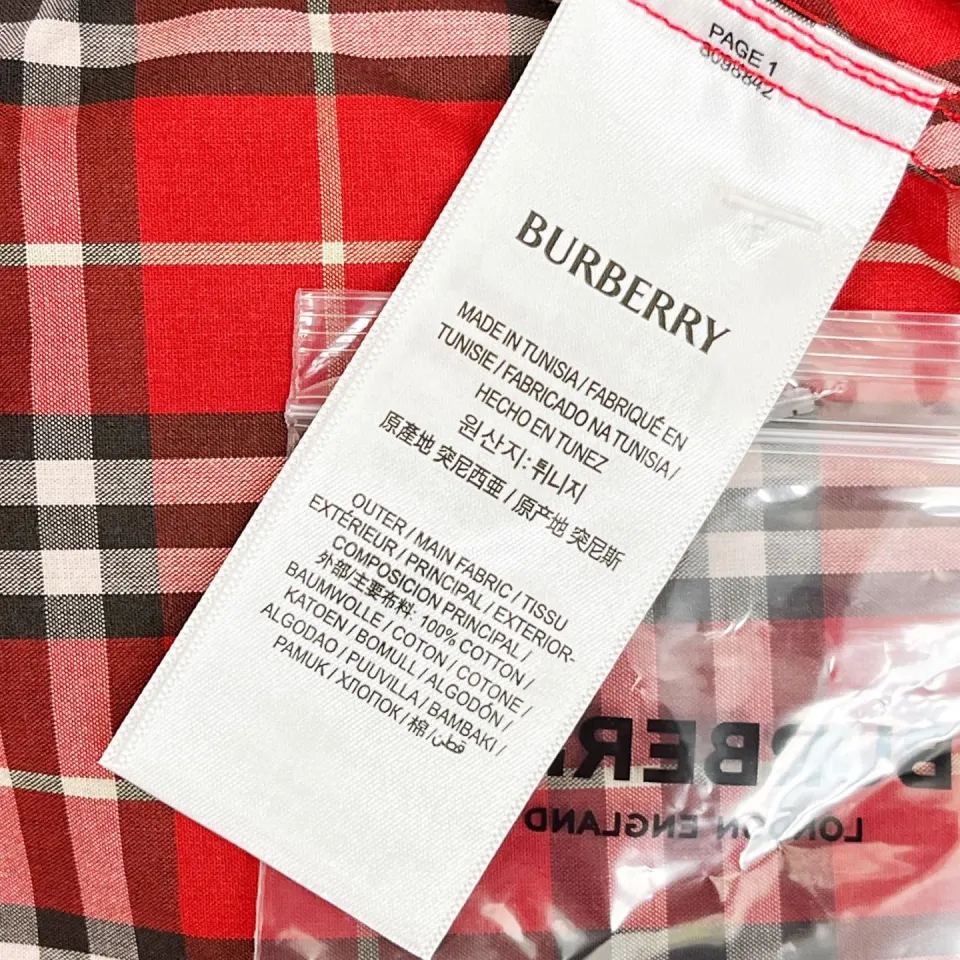 PAGE 1
8098842
BURBERRY
MADE IN TUNISIA / FABRIQUÉ EN
TUNISIE / FABRICADO NA TUNISIA /
HECHO EN TUNEZ
원산지: 튀니지
原產地 突尼西亜 / 原产地 突尼斯
OUTER / MAIN FABRIC / TISSU
EXTÉRIEUR / PRINCIPAL / EXTERIOR-
COMPOSICION PRINCIPAL /
外部/主要布料: 100% COTTON /
BAUMWOLLE / COTON / COTONE /
KATOEN / BOMULL / ALGODÓN /
ALGODAO / PUUVILLA / BAMBAKI /
PAMUK / ХЛОПОК / 棉 / قطن
BURBER
LONDON ENGLAND